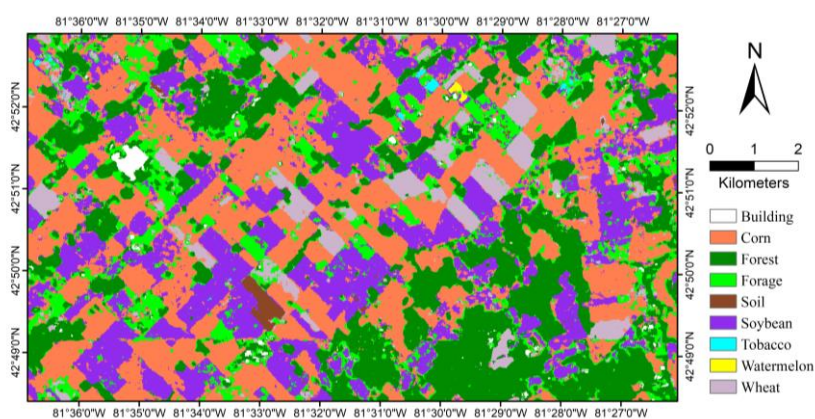 81°36'0"W 81°35'0"W 81°34'0"W 81°33'0"W 81°32'0"W 81°31'0"W 81°30'0"W 81°29'0"W 81°28'0"W 81°27'0"W
42°52'0"N
42°51'0"N
42°50'0"N
42°49'0"N
42°52'0"N
42°51'0"N
42°50'0"N
42°49'0"N
81°36'0"W 81°35'0"W 81°34'0"W 81°33'0"W 81°32'0"W 81°31'0"W 81°30'0"W 81°29'0"W 81°28'0"W 81°27'0"W
N
0 1 2
Kilometers
Building
Corn
Forest
Forage
Soil
Soybean
Tobacco
Watermelon
Wheat